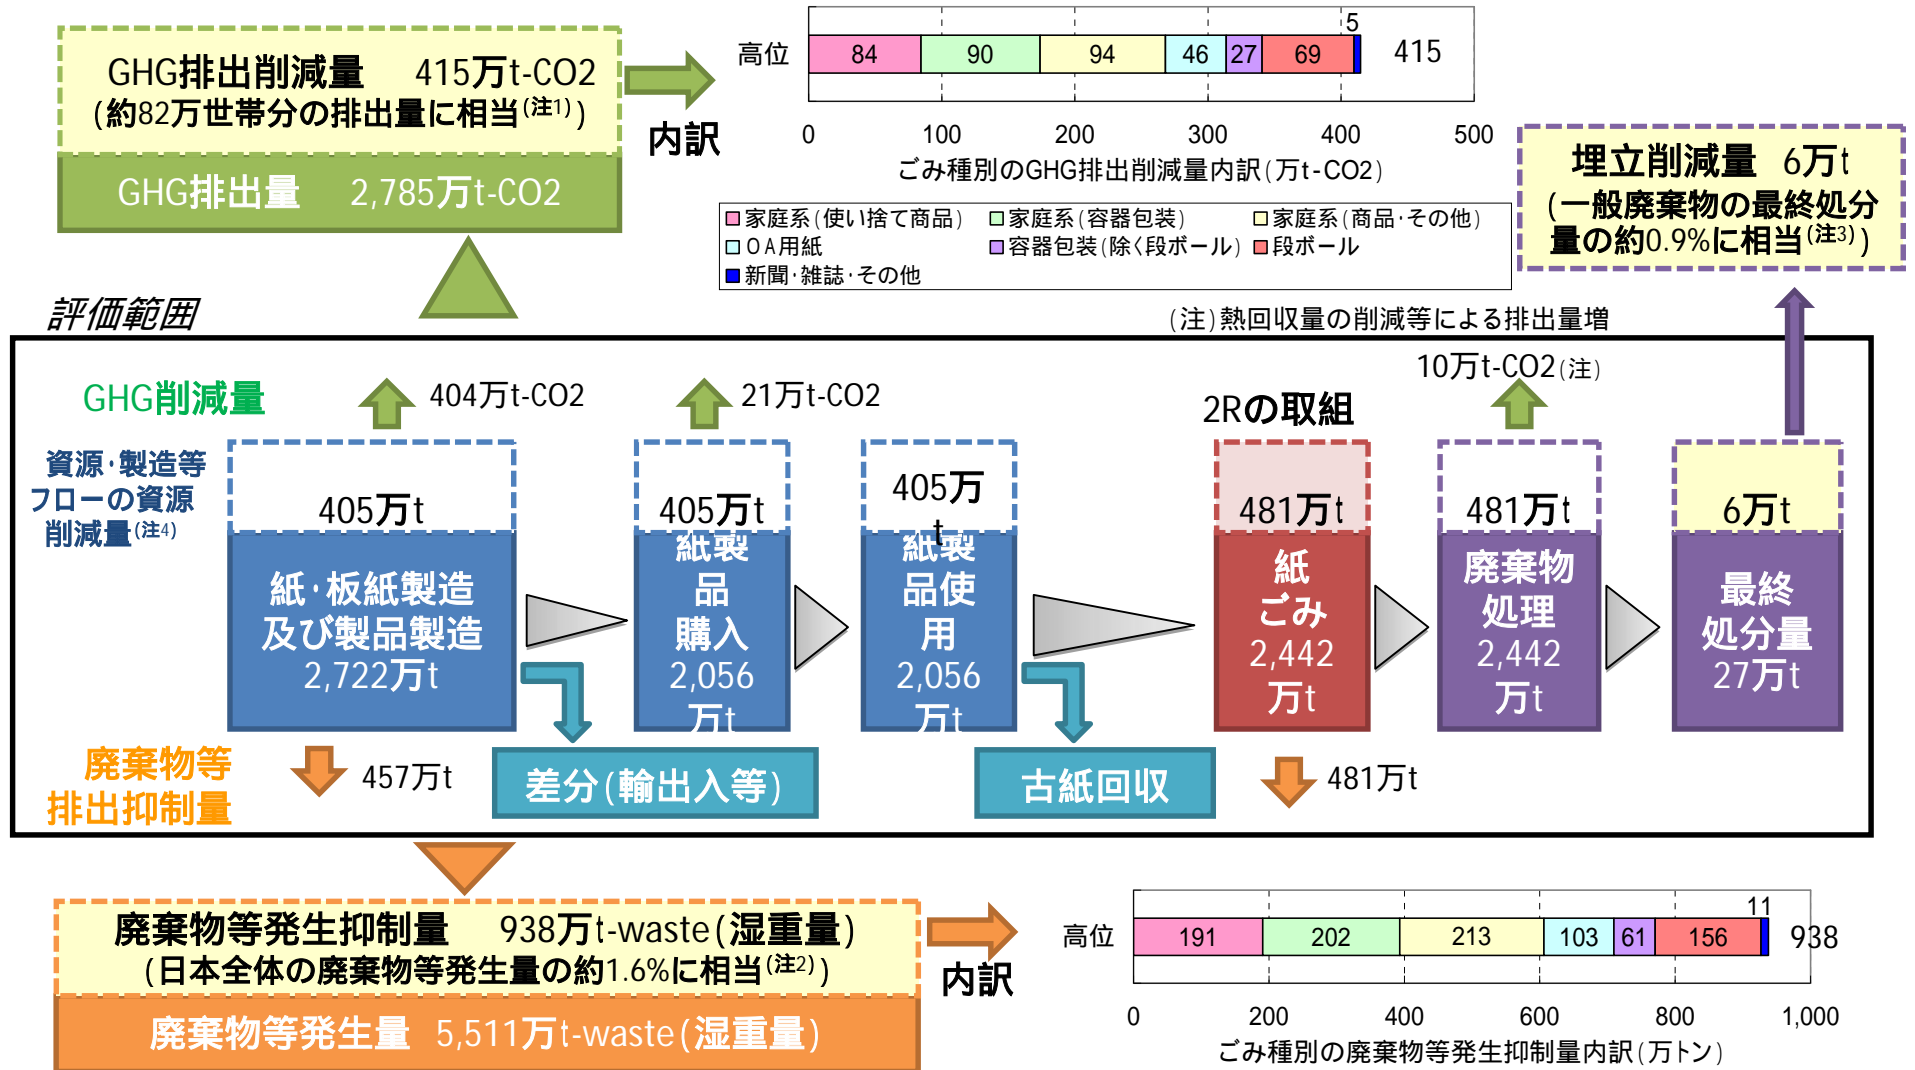 GHG排出削減量　415万t-CO2
(約82万世帯分の排出量に相当(注1))
GHG排出量　2,785万t-CO2
内訳
高位
84
90
94
46
27
69
5
415
0
100
200
300
400
500
ごみ種別のGHG排出削減量内訳(万t-CO2)
家庭系(使い捨て商品)
家庭系(容器包装)
家庭系(商品・その他)
OA用紙
容器包装(除く段ボール)
段ボール
新聞・雑誌・その他
埋立削減量　6万t
(一般廃棄物の最終処分
量の約0.9%に相当(注3))
評価範囲
(注)熱回収量の削減等による排出量増
GHG削減量
404万t-CO2
21万t-CO2
2Rの取組
10万t-CO2(注)
資源・製造等
フローの資源
削減量(注4)
405万t
405万t
405万
t
481万t
481万t
6万t
紙・板紙製造
及び製品製造
2,722万t
紙製
品
購入
2,056
万t
紙製
品使
用
2,056
万t
紙
ごみ
2,442
万t
廃棄物
処理
2,442
万t
最終
処分量
27万t
廃棄物等
排出抑制量
457万t
差分(輸出入等)
古紙回収
481万t
廃棄物等発生抑制量　938万t-waste(湿重量)
(日本全体の廃棄物等発生量の約1.6%に相当(注2))
廃棄物等発生量　5,511万t-waste(湿重量)
内訳
高位
191
202
213
103
61
156
11
938
0
200
400
600
800
1,000
ごみ種別の廃棄物等発生抑制量内訳(万トン)